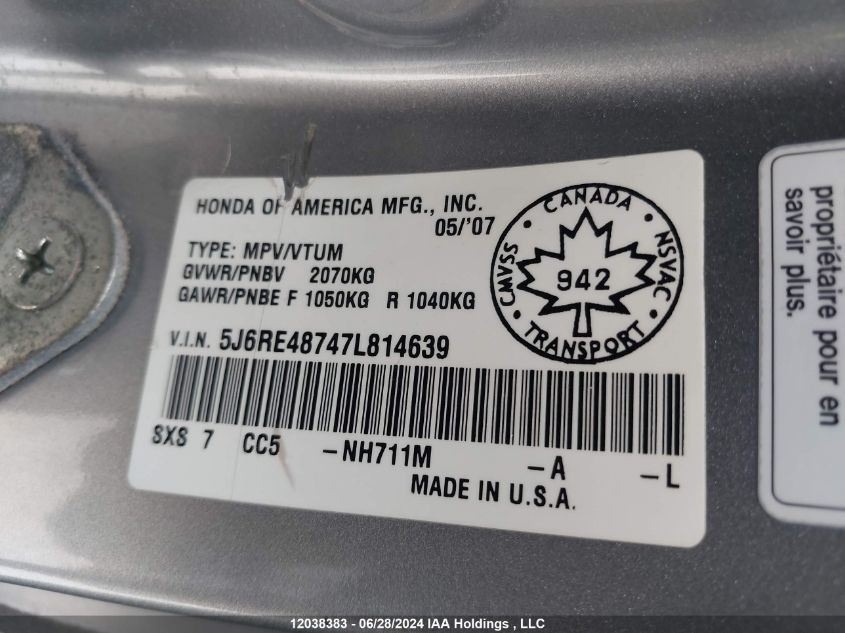 HONDA OF AMERICA MFG., INC.
05/'07
TYPE: MPV/VTUM
GVWR/PNBV 2070KG
GAWR/PNBE F 1050KG R 1040KG
V.I.N. 5J6RE48747L814639
SXS 7 CC5 -NH711M -A -L
MADE IN U.S.A.
CANADA
CMVSS
942
NSVAC
TRANSPORT
propriétaire pour en
savoir plus.
12038383 - 06/28/2024 IAA Holdings , LLC